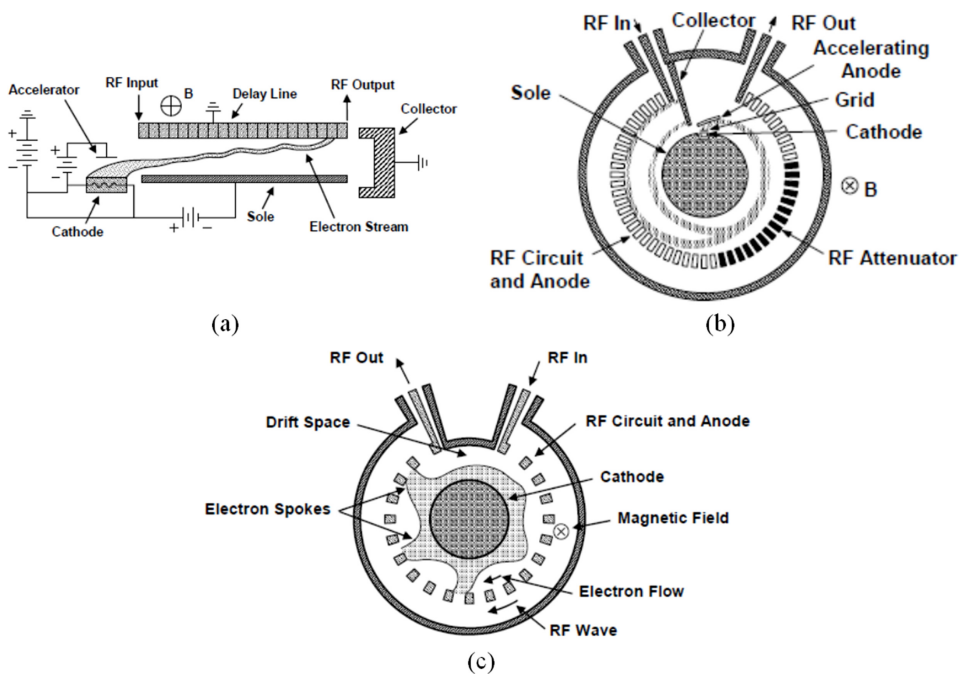 RF Input
B
Delay Line
RF Output
Accelerator
Collector
+
-
+
-
Cathode
+
-
Sole
Electron Stream
(a)
RF In
Collector
RF Out
Accelerating
Anode
Sole
Grid
Cathode
B
RF Circuit
and Anode
RF Attenuator
(b)
RF Out
RF In
Drift Space
RF Circuit and Anode
Cathode
Electron Spokes
Magnetic Field
Electron Flow
RF Wave
(c)